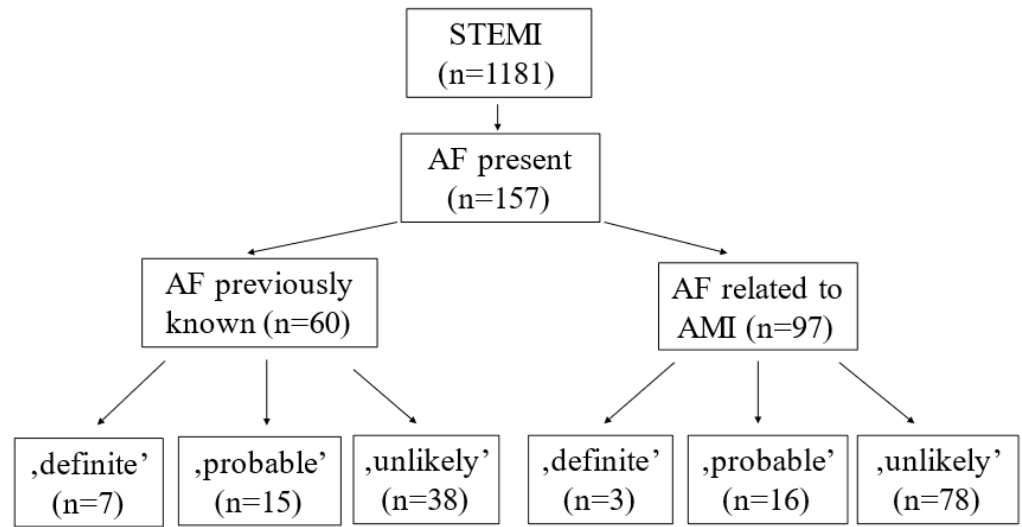 STEMI
(n=1181)
AF present
(n=157)
AF previously
known (n=60)
AF related to
AMI (n=97)
‚definite’
(n=7)
‚probable’
(n=15)
‚unlikely’
(n=38)
‚definite’
(n=3)
‚probable’
(n=16)
‚unlikely’
(n=78)